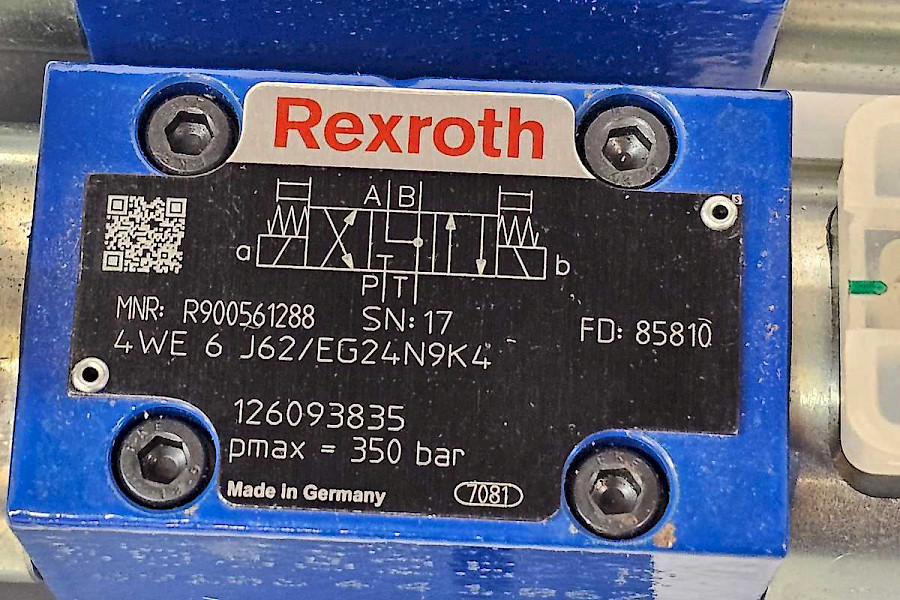 Rexroth
A B
a b
P T
MNR: R900561288 SN: 17 FD: 85810
4WE 6 J62/EG24N9K4
126093835
pmax = 350 bar
Made in Germany 7081